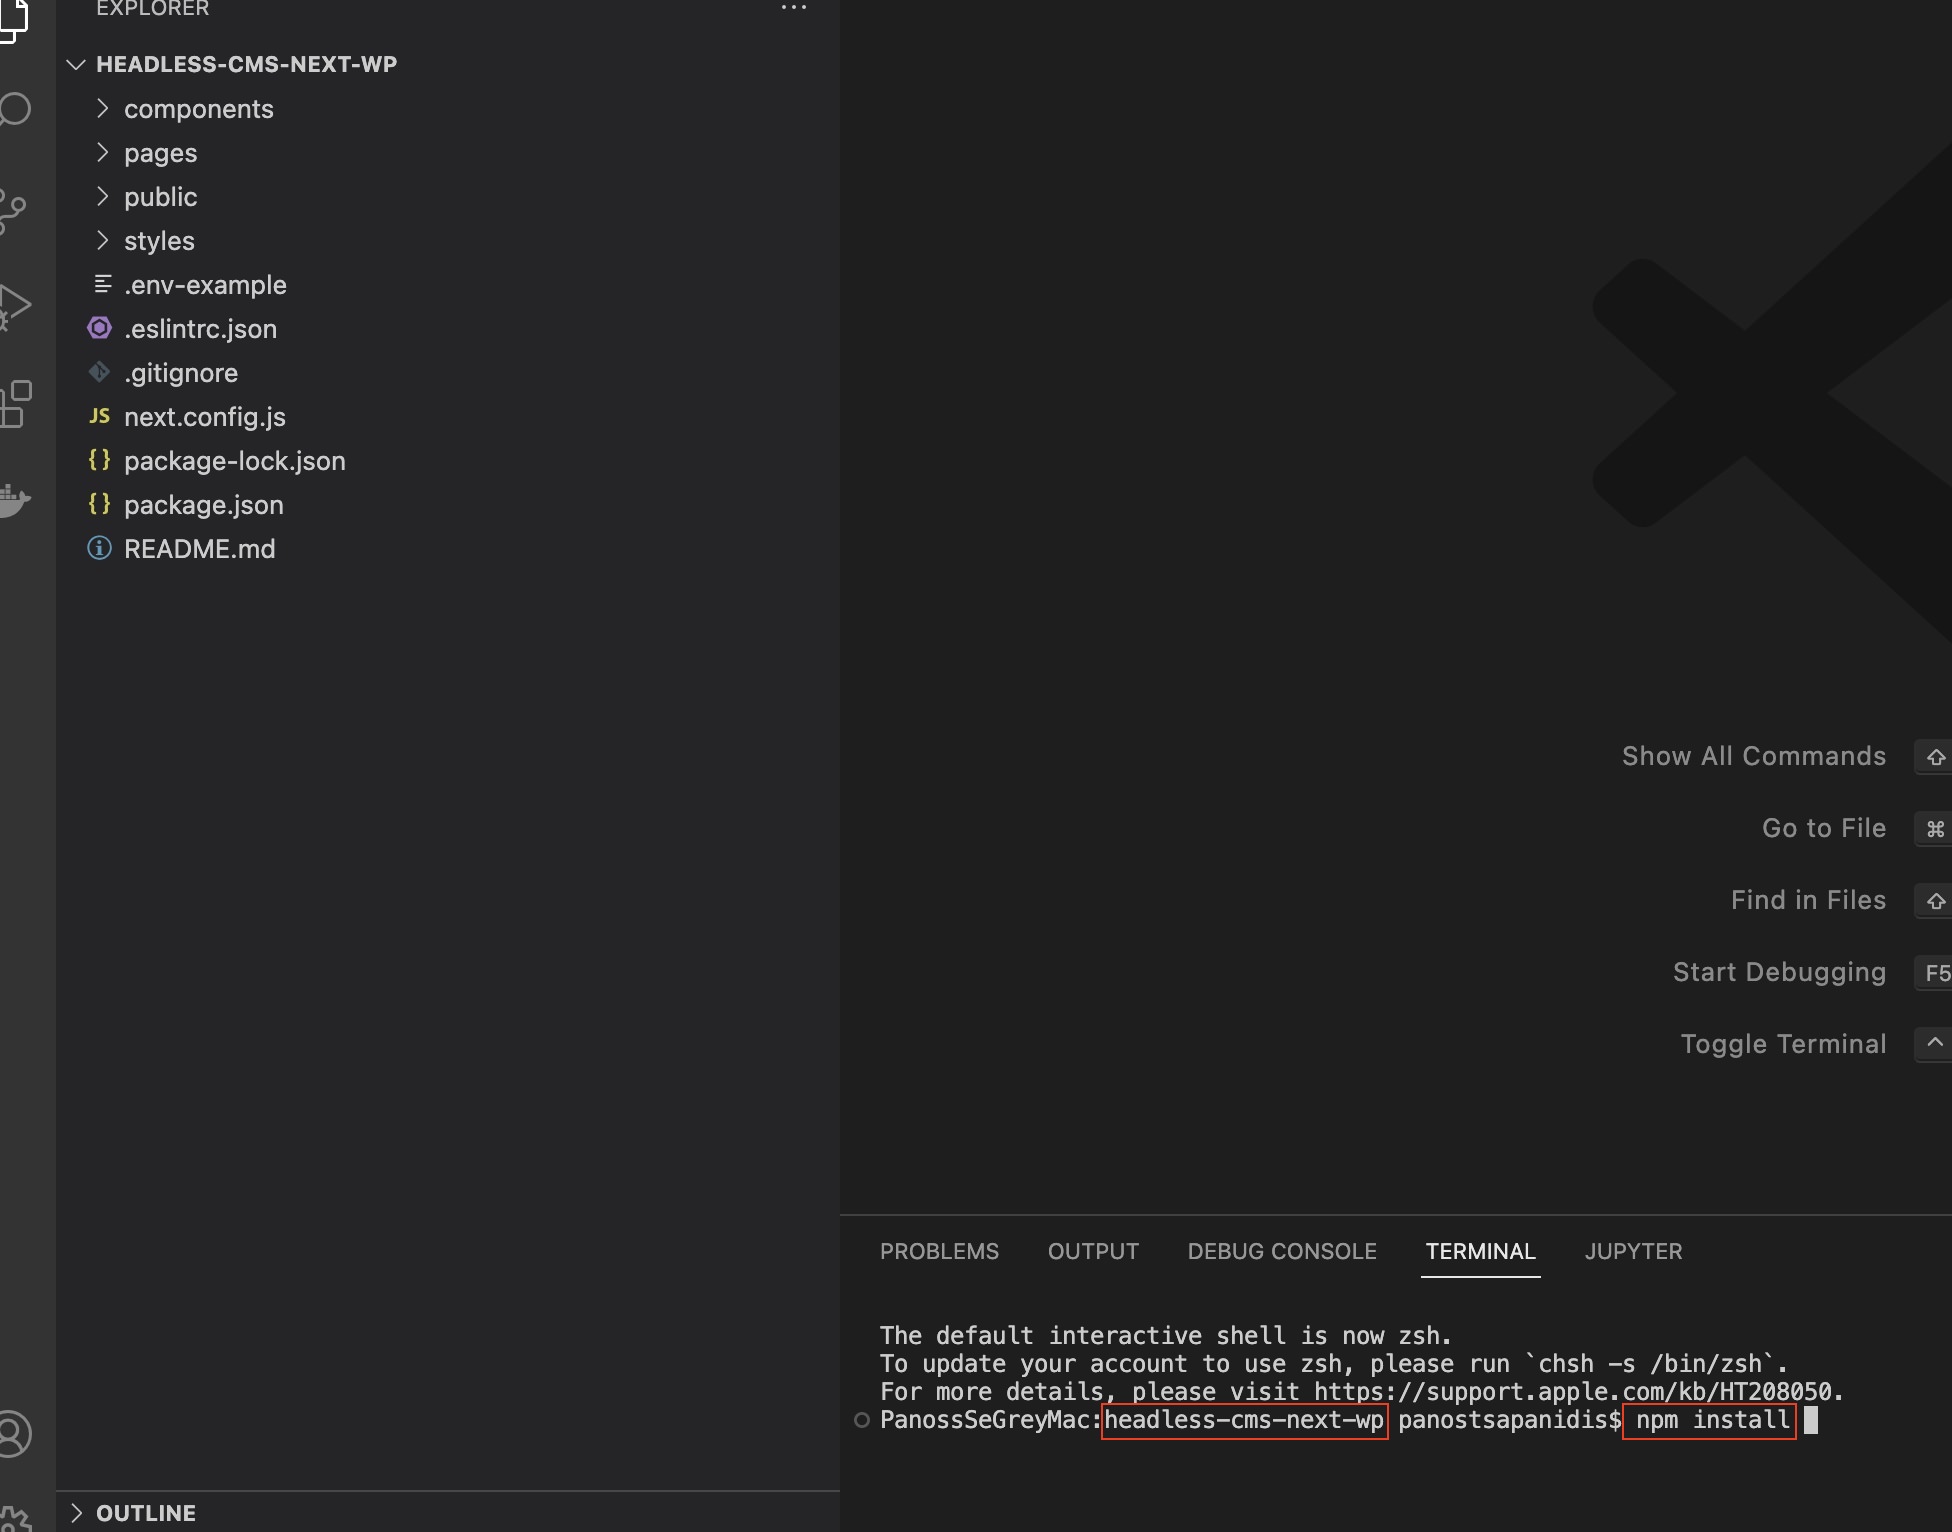 EXPLORER
HEADLESS-CMS-NEXT-WP
components
pages
public
styles
.env-example
.eslintrc.json
.gitignore
JS next.config.js
{ } package-lock.json
{ } package.json
README.md
OUTLINE
Show All Commands ⇧
Go to File ⌘
Find in Files ⇧
Start Debugging F5
Toggle Terminal ^
PROBLEMS OUTPUT DEBUG CONSOLE TERMINAL JUPYTER
The default interactive shell is now zsh.
To update your account to use zsh, please run `chsh -s /bin/zsh`.
For more details, please visit https://support.apple.com/kb/HT208050.
PanossSeGreyMac:headless-cms-next-wp panostsapanidis$ npm install